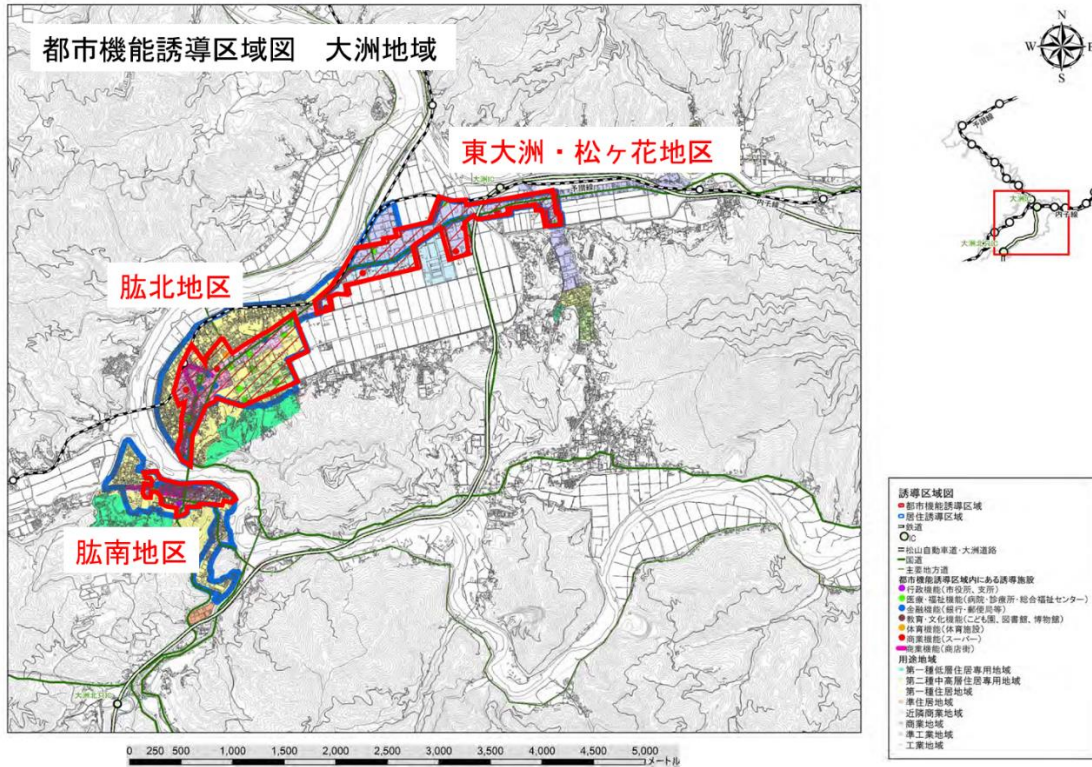 都市機能誘導区域図 大洲地域
東大洲・松ヶ花地区
大洲IC
予讃線
内子線
肱北地区
肱南地区
0 250 500 1,000 1,500 2,000 2,500 3,000 3,500 4,000 4,500 5,000
メートル
N
W
S
予讃線
内子線
誘導区域図
都市機能誘導区域
居住誘導区域
鉄道
IC
松山自動車道・大洲道路
国道
主要地方道
都市機能誘導区域内にある誘導施設
行政機能(市役所、支所)
医療・福祉機能(病院・診療所・総合福祉センター)
金融機能(銀行・郵便局等)
教育・文化機能(こども園、図書館、博物館)
体育機能(体育施設)
商業機能(スーパー)
商業機能(商店街)
用途地域
第一種低層住居専用地域
第二種中高層住居専用地域
第一種住居地域
準住居地域
近隣商業地域
商業地域
準工業地域
工業地域